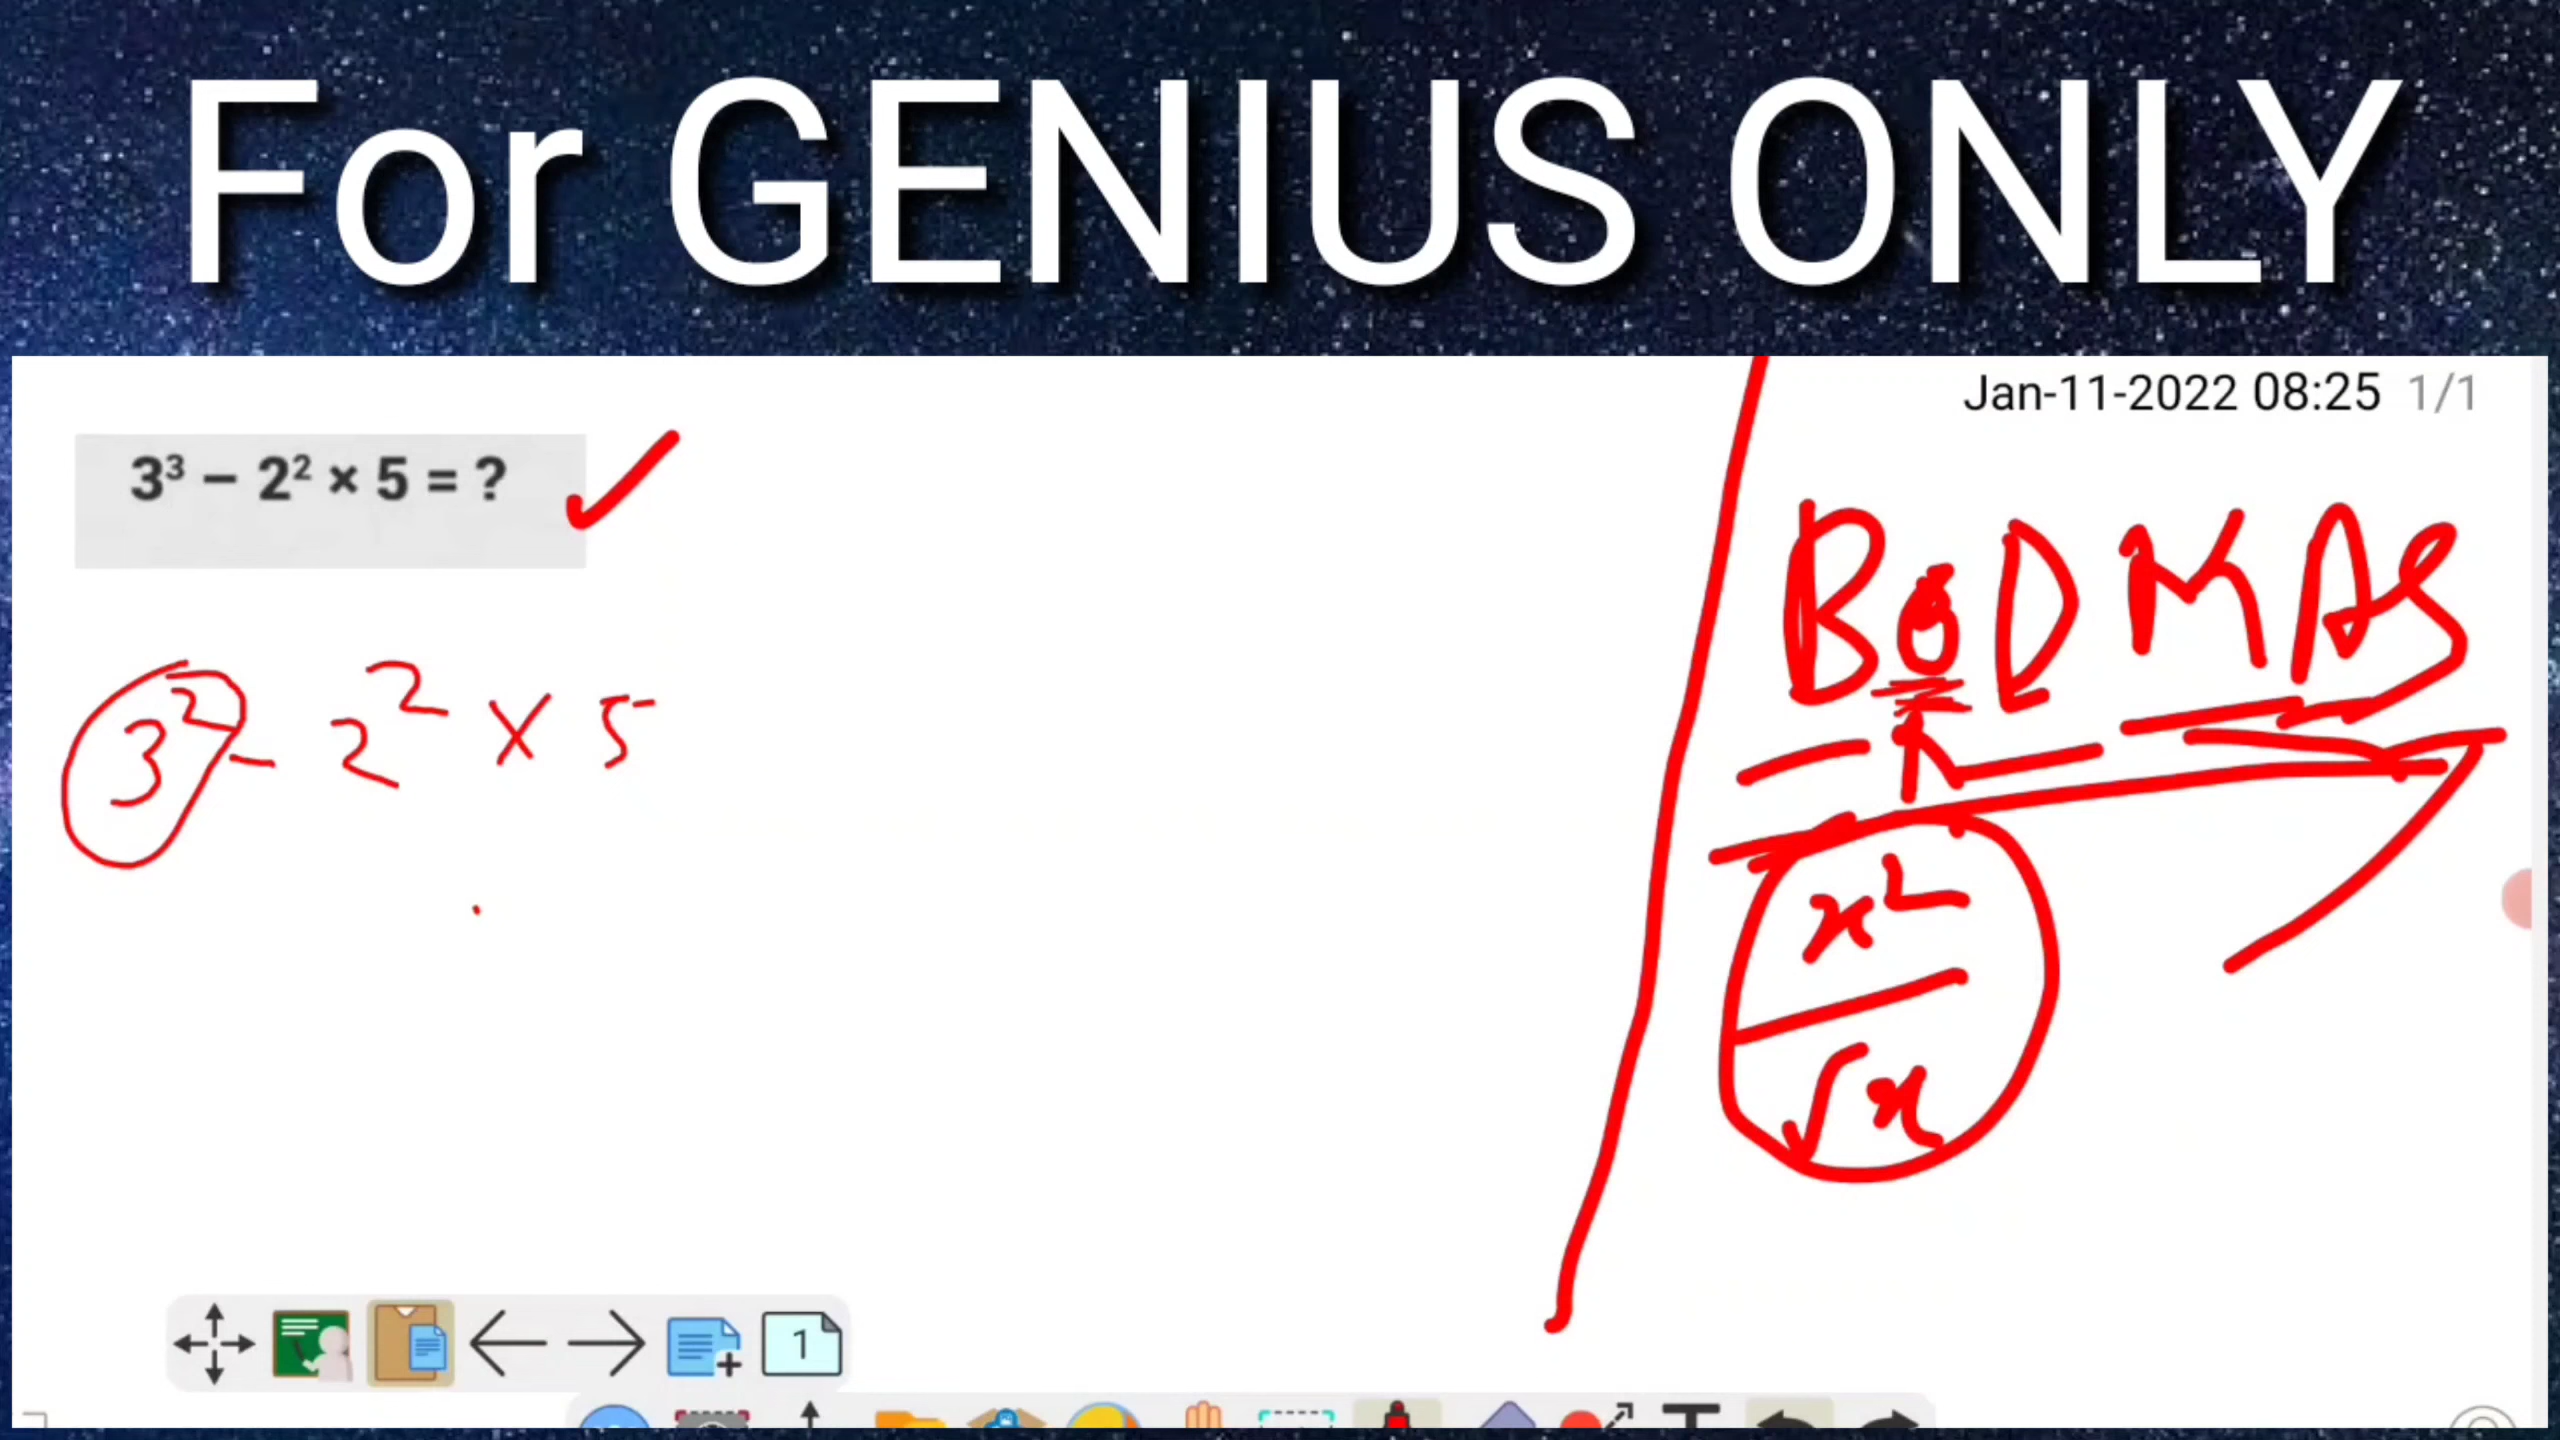 For GENIUS ONLY
Jan-11-2022 08:25 1/1
3³ – 2² × 5 = ?
3² - 2² × 5
BODMAS
x²
√x
1